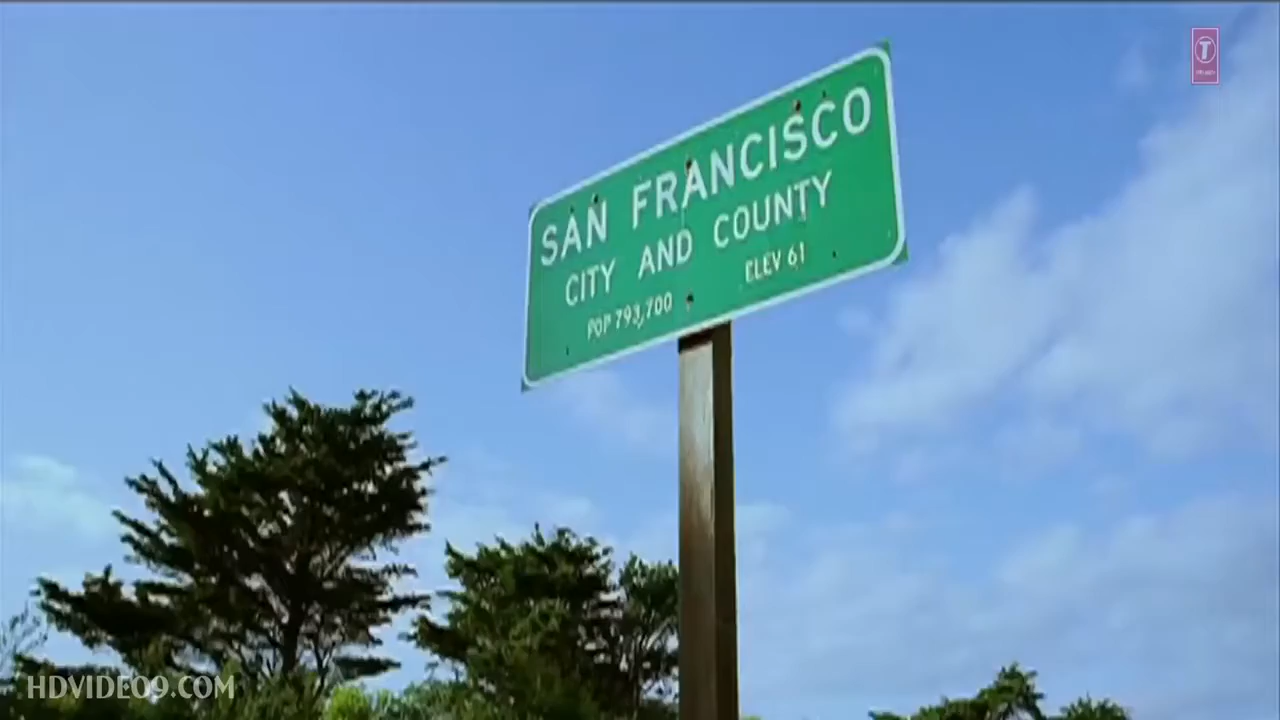 T
SAN FRANCISCO
CITY AND COUNTY
POP 793,700 ELEV 61
HDVIDEO9.COM